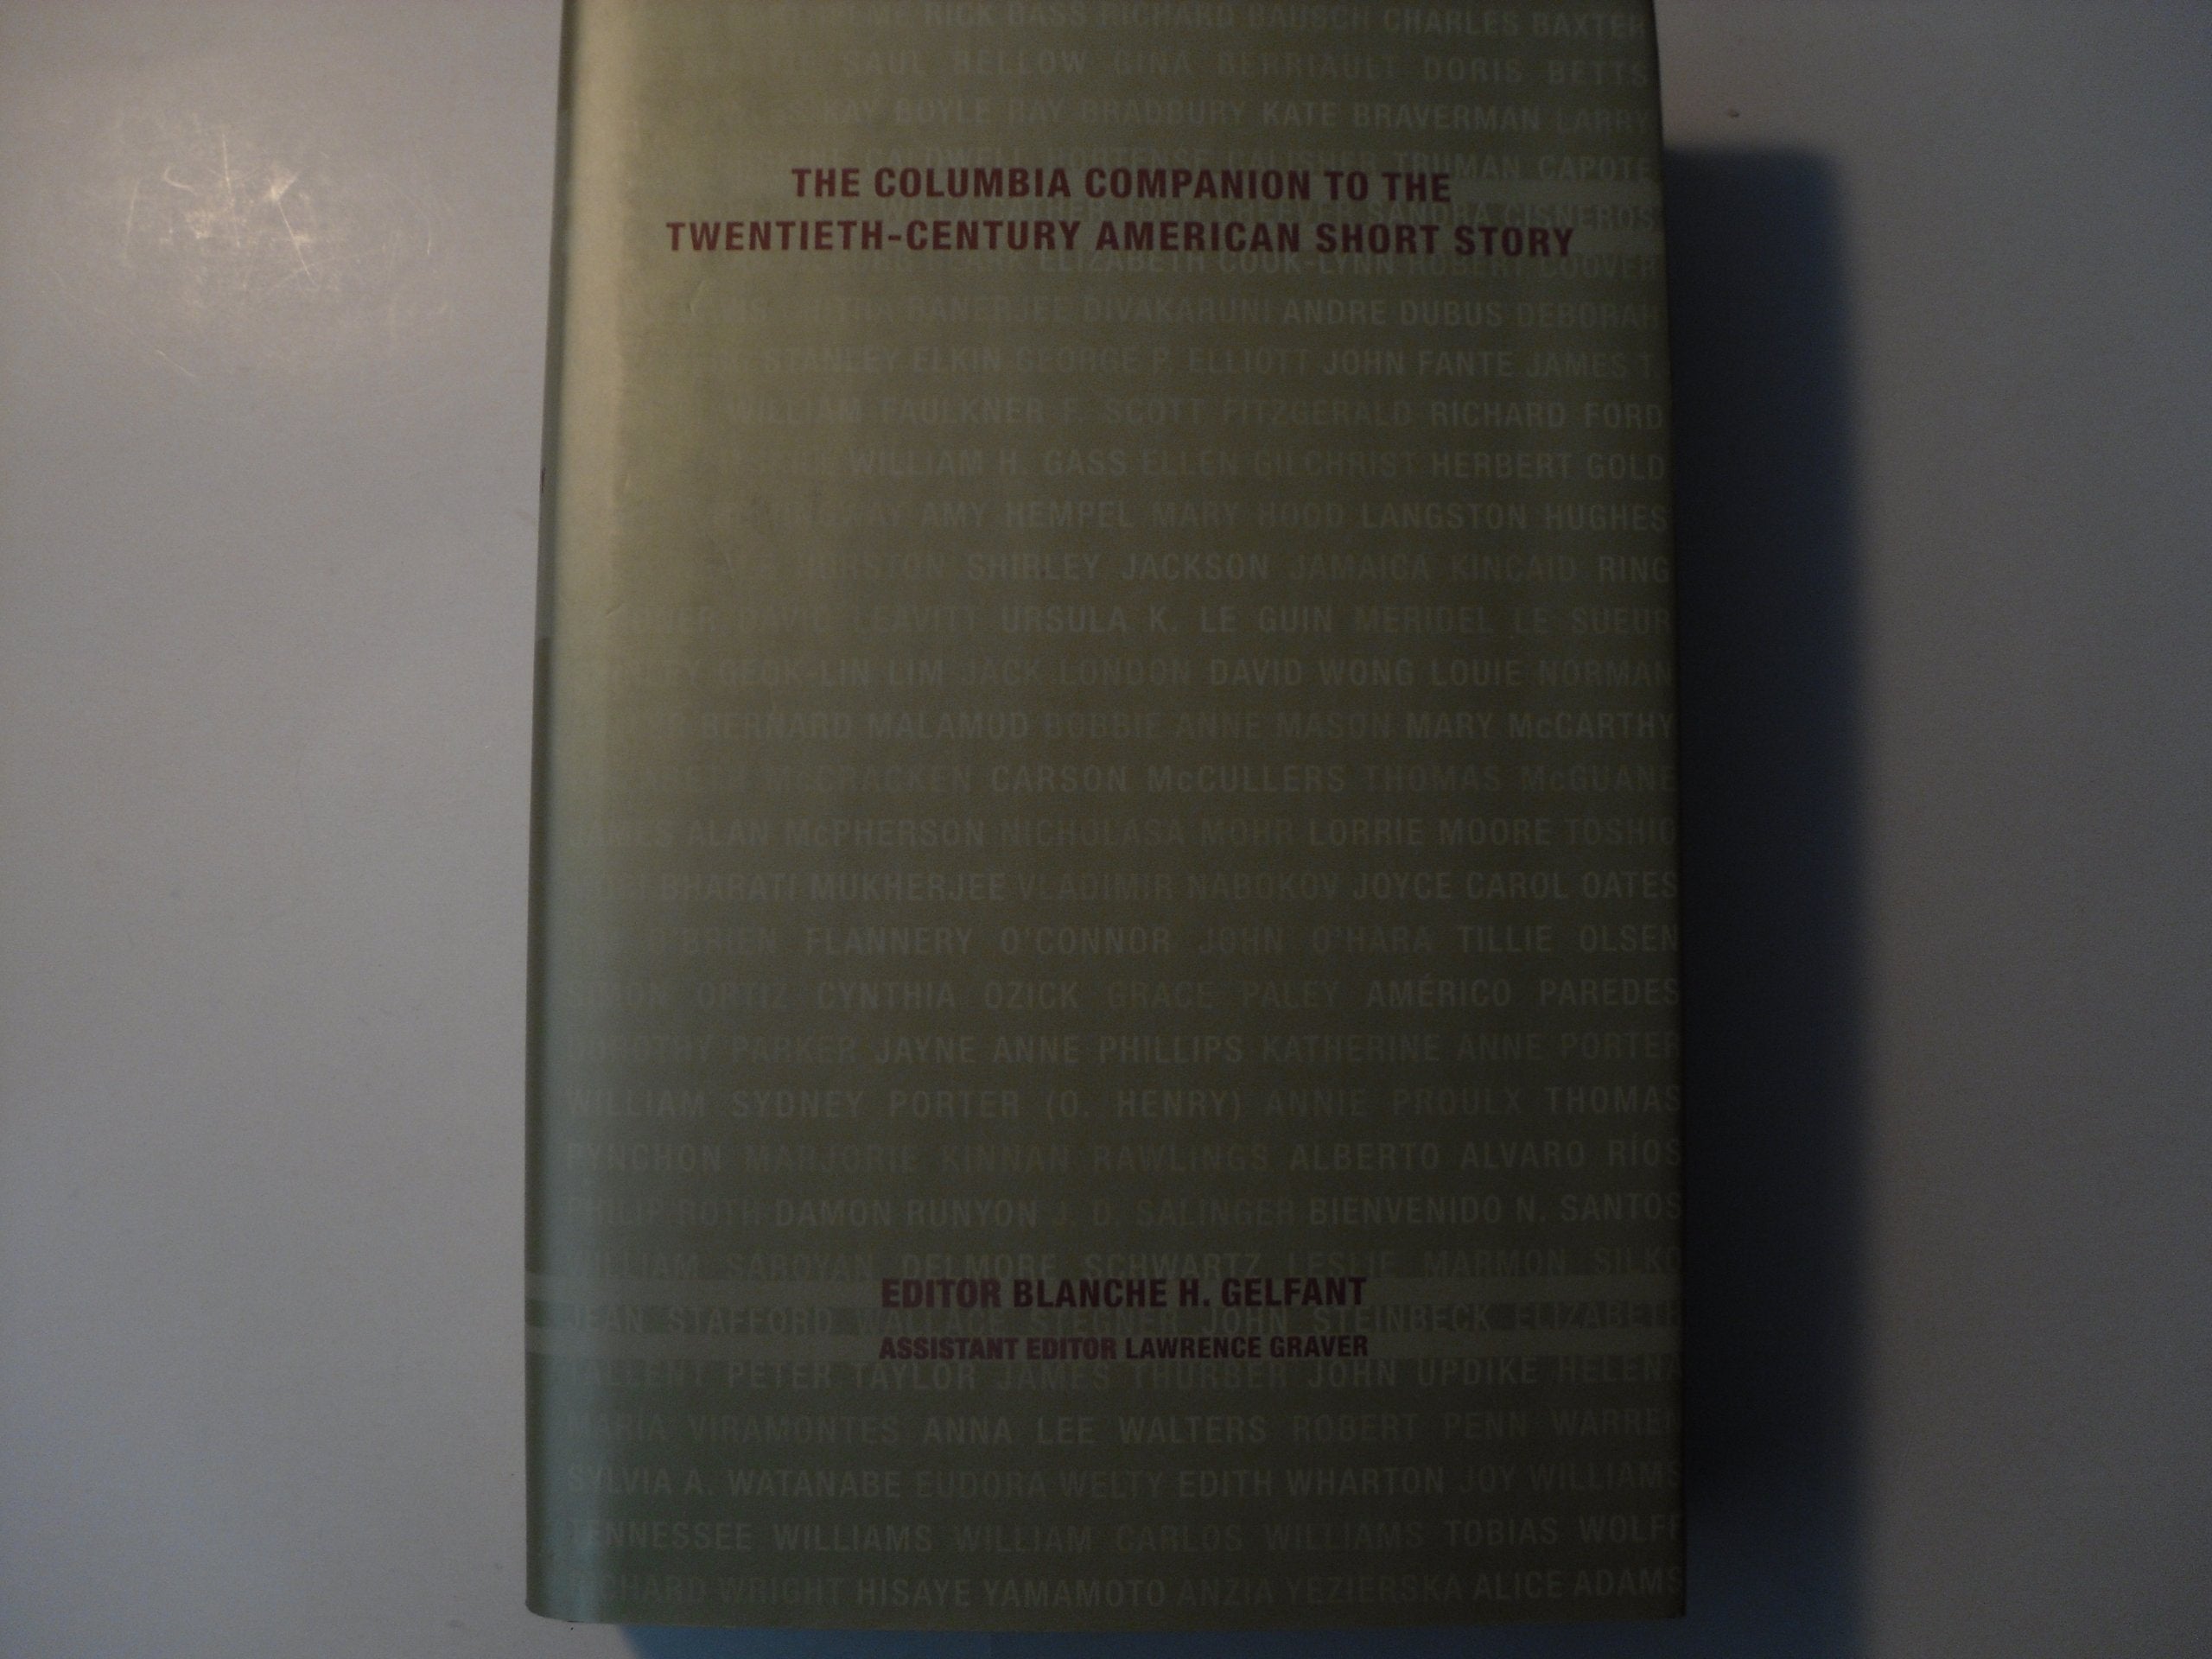 RICK BASS RICHARD BAUSCH CHARLES BAXTER
SAUL BELLOW GINA BERRIAULT DORIS BETTS
KAY BOYLE RAY BRADBURY KATE BRAVERMAN LARRY
CALDWELL HORTENSE CALISHER TRUMAN CAPOTE
THE COLUMBIA COMPANION TO THE
CHEEVER SANDRA CISNEROS
TWENTIETH-CENTURY AMERICAN SHORT STORY
ELIZABETH COOK-LYNN ROBERT COOVER
BANERJEE DIVAKARUNI ANDRE DUBUS DEBORAH
STANLEY ELKIN GEORGE P. ELLIOTT JOHN FANTE JAMES T.
WILLIAM FAULKNER F. SCOTT FITZGERALD RICHARD FORD
WILLIAM H. GASS ELLEN GILCHRIST HERBERT GOLD
AMY HEMPEL MARY HOOD LANGSTON HUGHES
HURSTON SHIRLEY JACKSON JAMAICA KINCAID RING
DAVID LEAVITT URSULA K. LE GUIN MERIDEL LE SUEUR
GEOK-LIN LIM JACK LONDON DAVID WONG LOUIE NORMAN
BERNARD MALAMUD BOBBIE ANNE MASON MARY McCARTHY
McCRACKEN CARSON McCULLERS THOMAS McGUANE
JAMES ALAN McPHERSON NICHOLASA MOHR LORRIE MOORE TOSHIO
BHARATI MUKHERJEE VLADIMIR NABOKOV JOYCE CAROL OATES
O'BRIEN FLANNERY O'CONNOR JOHN O'HARA TILLIE OLSEN
SIMON ORTIZ CYNTHIA OZICK GRACE PALEY AMÉRICO PAREDES
DOROTHY PARKER JAYNE ANNE PHILLIPS KATHERINE ANNE PORTER
WILLIAM SYDNEY PORTER (O. HENRY) ANNIE PROULX THOMAS
PYNCHON MARJORIE KINNAN RAWLINGS ALBERTO ALVARO RÍOS
PHILIP ROTH DAMON RUNYON J. D. SALINGER BIENVENIDO N. SANTOS
WILLIAM SAROYAN DELMORE SCHWARTZ LESLIE MARMON SILKO
EDITOR BLANCHE H. GELFANT
JEAN STAFFORD WALLACE STEGNER JOHN STEINBECK ELIZABETH
ASSISTANT EDITOR LAWRENCE GRAVER
TALLENT PETER TAYLOR JAMES THURBER JOHN UPDIKE HELENA
MARÍA VIRAMONTES ANNA LEE WALTERS ROBERT PENN WARREN
SYLVIA A. WATANABE EUDORA WELTY EDITH WHARTON JOY WILLIAMS
TENNESSEE WILLIAMS WILLIAM CARLOS WILLIAMS TOBIAS WOLFF
RICHARD WRIGHT HISAYE YAMAMOTO ANZIA YEZIERSKA ALICE ADAMS